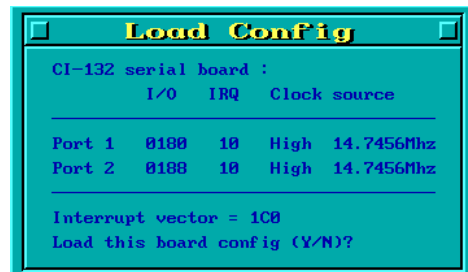 Load Config
CI-132 serial board :
I/O IRQ Clock source
Port 1 0180 10 High 14.7456Mhz
Port 2 0188 10 High 14.7456Mhz
Interrupt vector = 1C0
Load this board config (Y/N)?